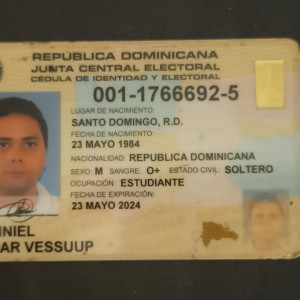 REPÚBLICA DOMINICANA
JUNTA CENTRAL ELECTORAL
CÉDULA DE IDENTIDAD Y ELECTORAL
001-1766692-5
LUGAR DE NACIMIENTO:
SANTO DOMINGO, R.D.
FECHA DE NACIMIENTO:
23 MAYO 1984
NACIONALIDAD REPUBLICA DOMINICANA
SEXO M SANGRE: O+ ESTADO CIVIL SOLTERO
OCUPACIÓN: ESTUDIANTE
FECHA DE EXPIRACIÓN:
23 MAYO 2024
NIEL
AR VESSUUP